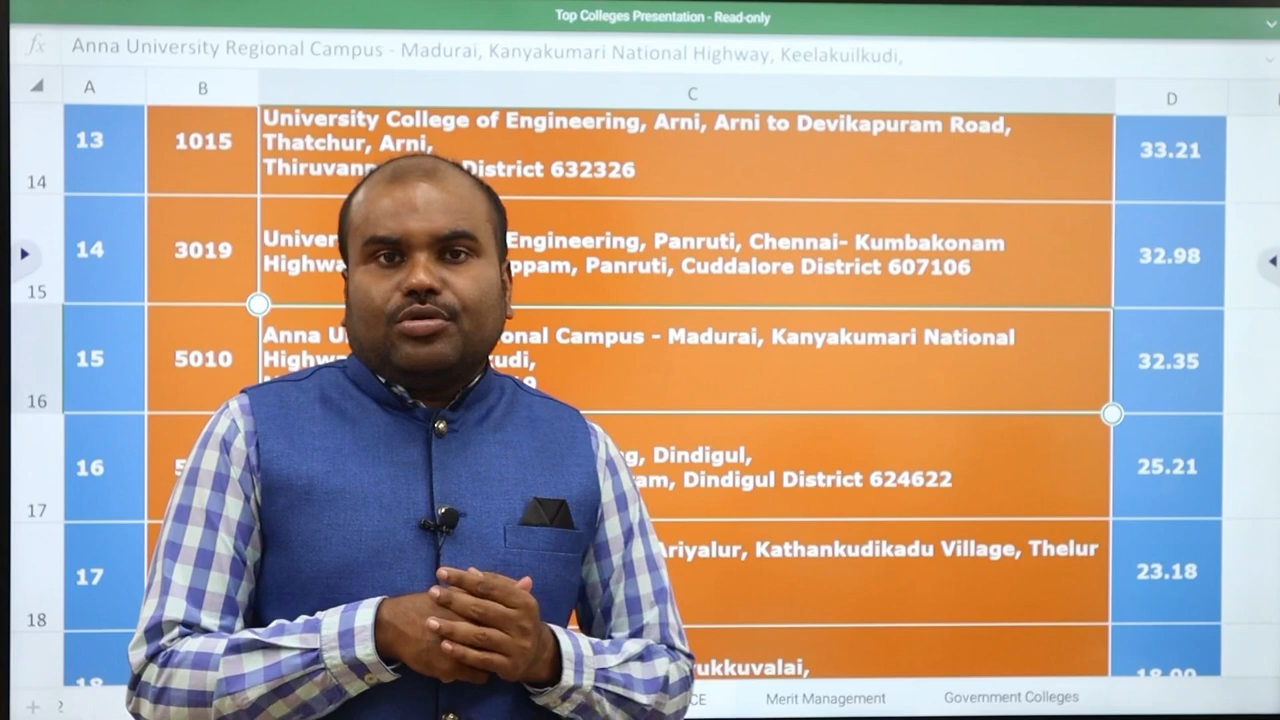 Top Colleges Presentation - Read-only
fx Anna University Regional Campus - Madurai, Kanyakumari National Highway, Keelakuilkudi,
A B C D
14 13 1015 University College of Engineering, Arni, Arni to Devikapuram Road,
Thatchur, Arni,
District 632326 33.21
15 14 3019 Engineering, Panruti, Chennai- Kumbakonam
Panruti, Cuddalore District 607106 32.98
16 15 5010 Anna Campus - Madurai, Kanyakumari National
32.35
17 16 Dindigul,
Dindigul District 624622 25.21
18 17 Ariyalur, Kathankudikadu Village, Thelur
23.18
Merit Management Government Colleges